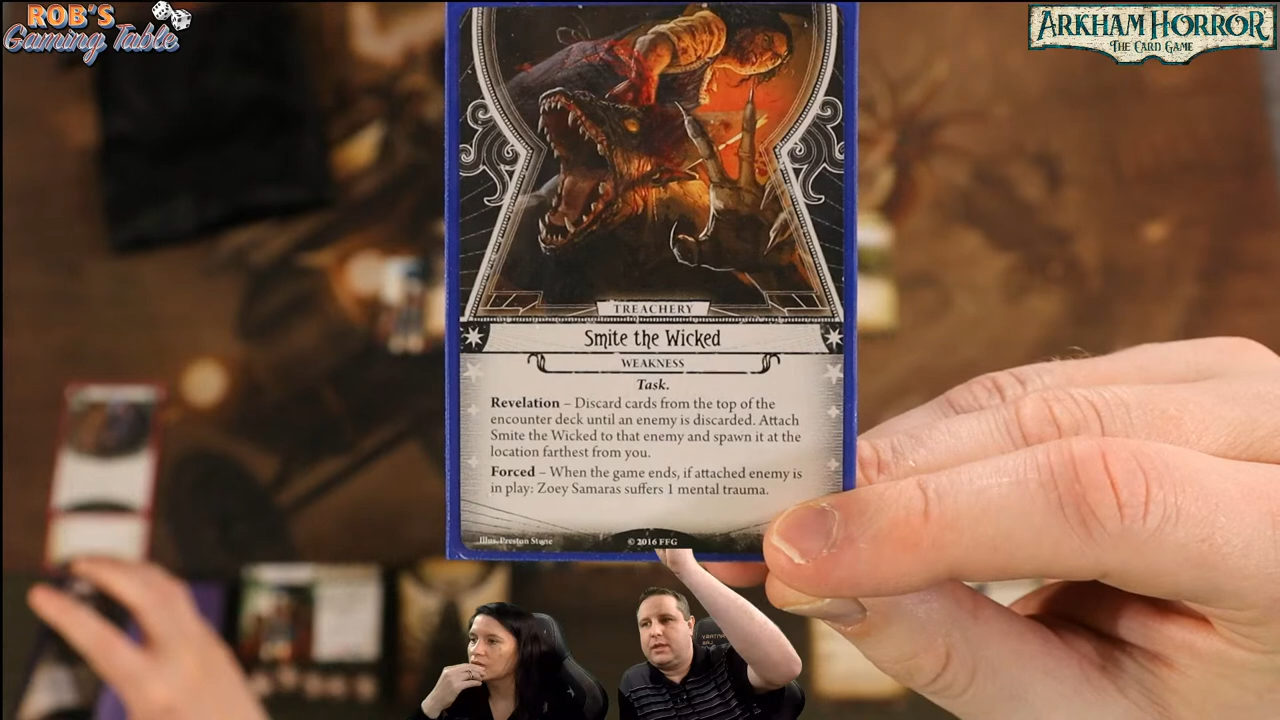 ROB'S
Gaming Table
ARKHAM HORROR
THE CARD GAME
TREACHERY
Smite the Wicked
WEAKNESS
Task.
Revelation – Discard cards from the top of the
encounter deck until an enemy is discarded. Attach
Smite the Wicked to that enemy and spawn it at the
location farthest from you.
Forced – When the game ends, if attached enemy is
in play: Zoey Samaras suffers 1 mental trauma.
Illus. Preston Stone
© 2016 FFG